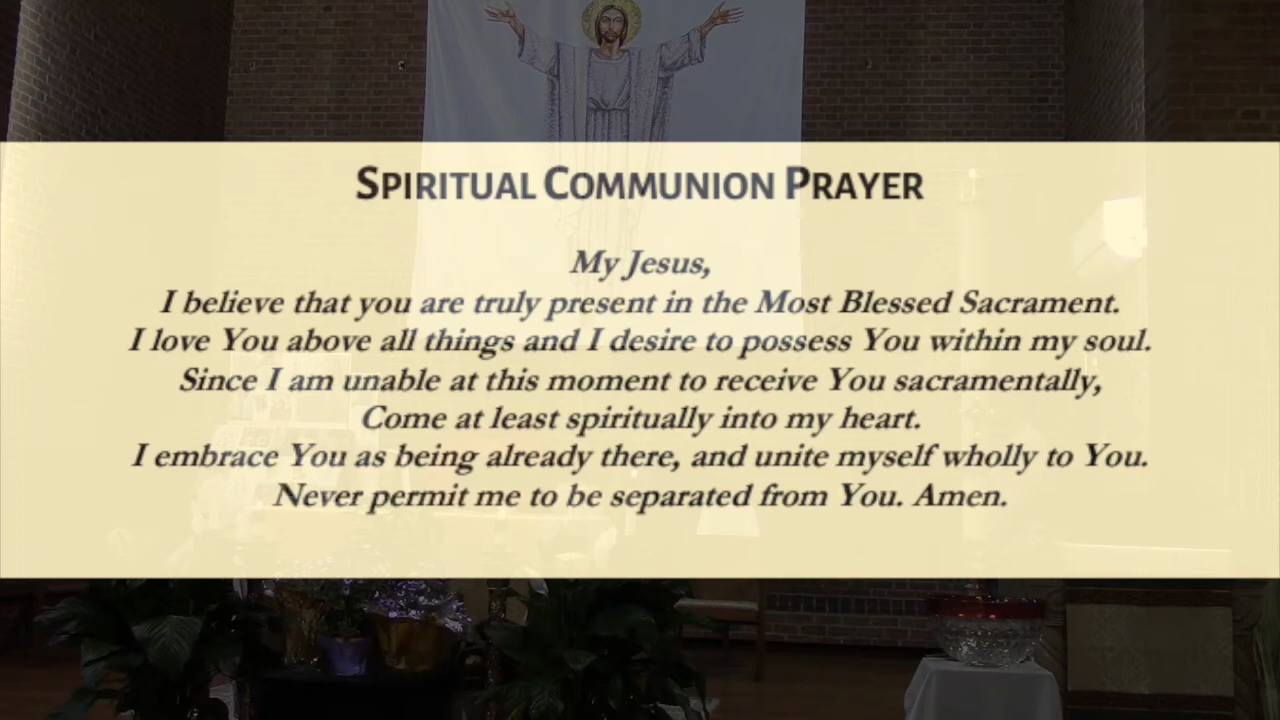 SPIRITUAL COMMUNION PRAYER
My Jesus,
I believe that you are truly present in the Most Blessed Sacrament.
I love You above all things and I desire to possess You within my soul.
Since I am unable at this moment to receive You sacramentally,
Come at least spiritually into my heart.
I embrace You as being already there, and unite myself wholly to You.
Never permit me to be separated from You. Amen.